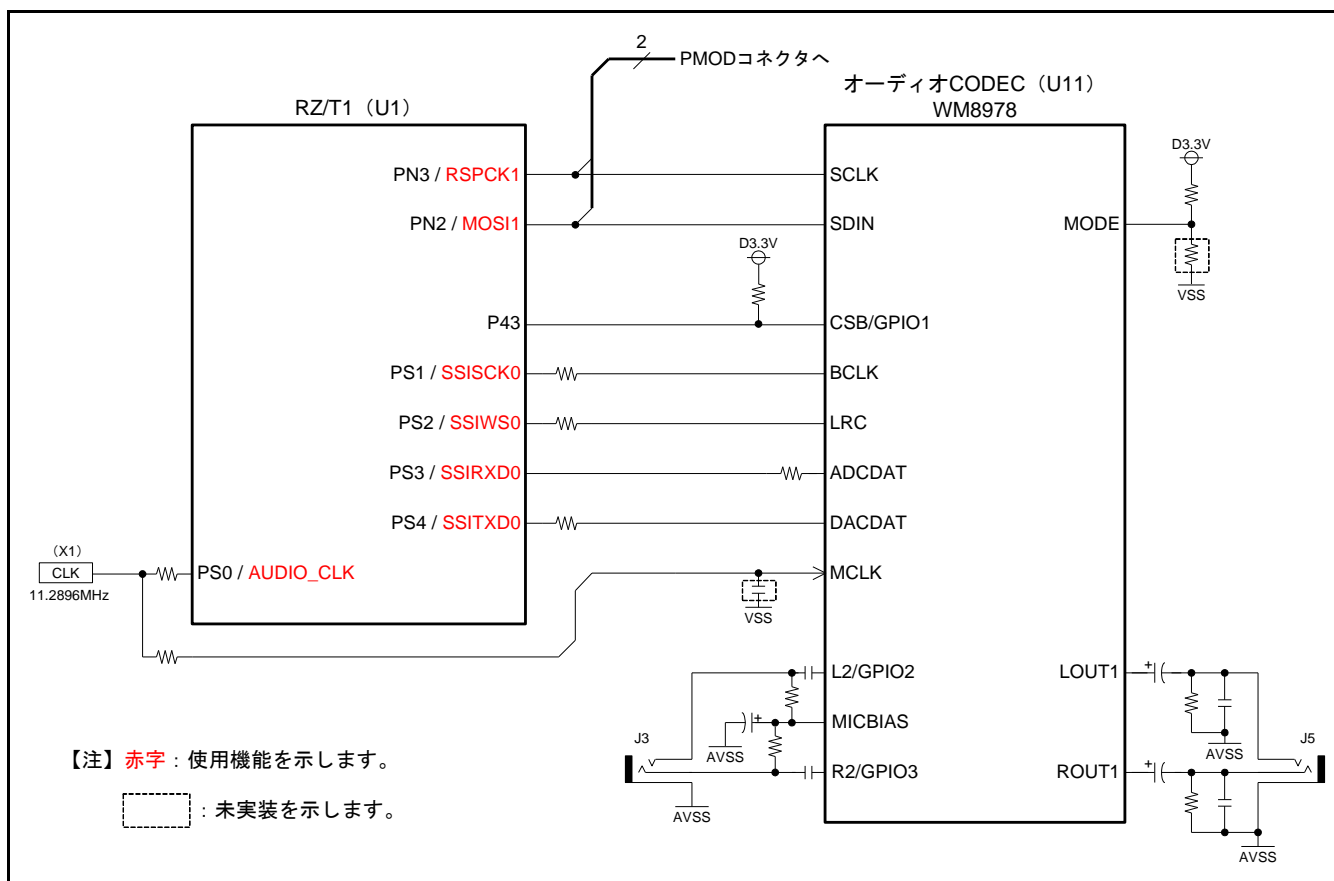 2
PMODコネクタへ
RZ/T1（U1）
オーディオCODEC（U11）
WM8978
D3.3V
PN3 / RSPCK1
SCLK
PN2 / MOSI1
SDIN
MODE
D3.3V
VSS
P43
CSB/GPIO1
PS1 / SSISCK0
BCLK
PS2 / SSIWS0
LRC
PS3 / SSIRXD0
ADCDAT
PS4 / SSITXD0
DACDAT
（X1）
CLK
11.2896MHz
PS0 / AUDIO_CLK
MCLK
VSS
L2/GPIO2
LOUT1
+
MICBIAS
+
AVSS
AVSS
J3
J5
R2/GPIO3
ROUT1
+
AVSS
AVSS
【注】赤字：使用機能を示します。
：未実装を示します。